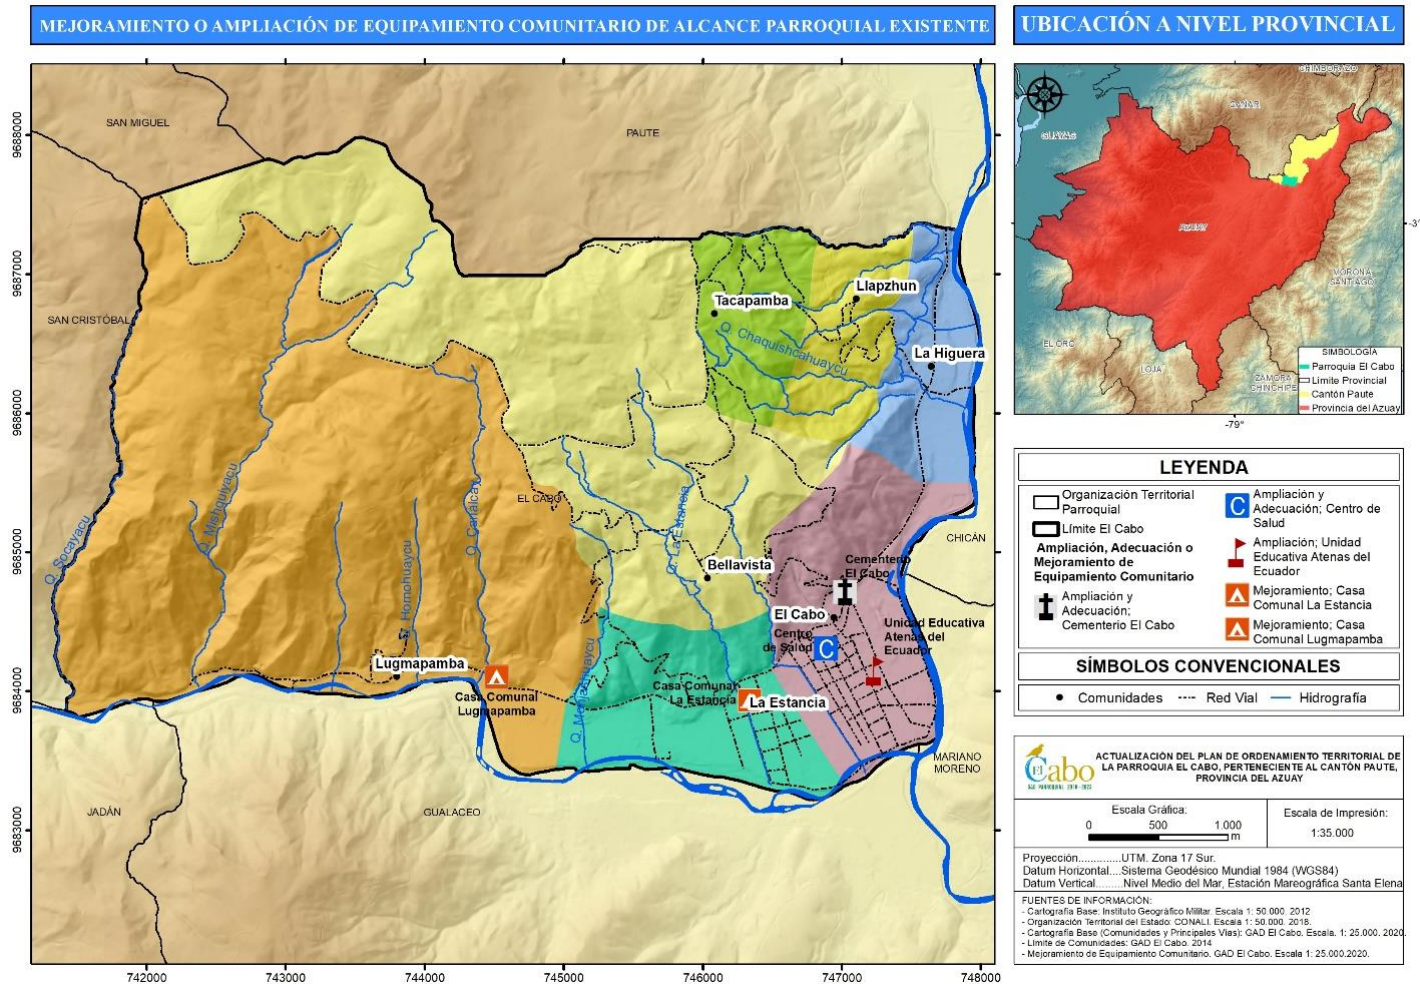 MEJORAMIENTO O AMPLIACIÓN DE EQUIPAMIENTO COMUNITARIO DE ALCANCE PARROQUIAL EXISTENTE
UBICACIÓN A NIVEL PROVINCIAL
SAN MIGUEL
PAUTE
SAN CRISTÓBAL
Tacapamba
Llapzhun
La Higuera
Q. Chaquishcahuaycu
EL CABO
Q. Socayacu
Q. Mishquiyacu
Q. Hornohuaycu
Q. Canaicay
Q. La Estancia
CHICÁN
Bellavista
Cementerio
El Cabo
El Cabo
Centro
de Salud
C
Unidad Educativa
Atenas del
Ecuador
Lugmapamba
Casa Comunal
Lugmapamba
Casa Comunal
La Estancia
La Estancia
MARIANO
MORENO
JADÁN
GUALACEO
9688000
9687000
9686000
9685000
9684000
9683000
742000
743000
744000
745000
746000
747000
748000
CHIMBORAZO
CAÑAR
GUAYAS
AZUAY
MORONA
SANTIAGO
EL ORO
LOJA
ZAMORA
CHINCHIPE
-3°
-79°
SIMBOLOGÍA
Parroquia El Cabo
Limite Provincial
Cantón Paute
Provincia del Azuay
LEYENDA
Organización Territorial
Parroquial
Límite El Cabo
Ampliación, Adecuación o
Mejoramiento de
Equipamiento Comunitario
Ampliación y
Adecuación;
Cementerio El Cabo
C
Ampliación y
Adecuación; Centro de
Salud
Ampliación; Unidad
Educativa Atenas del
Ecuador
Mejoramiento; Casa
Comunal La Estancia
Mejoramiento; Casa
Comunal Lugmapamba
SÍMBOLOS CONVENCIONALES
Comunidades
Red Vial
Hidrografía
El Cabo
GAD PARROQUIAL
ACTUALIZACIÓN DEL PLAN DE ORDENAMIENTO TERRITORIAL DE
LA PARROQUIA EL CABO, PERTENECIENTE AL CANTÓN PAUTE,
PROVINCIA DEL AZUAY
Escala Gráfica:
0 500 1.000
m
Escala de Impresión:
1:35.000
Proyección.............UTM. Zona 17 Sur.
Datum Horizontal....Sistema Geodésico Mundial 1984 (WGS84)
Datum Vertical.........Nivel Medio del Mar, Estación Mareográfica Santa Elena
FUENTES DE INFORMACIÓN:
- Cartografía Base: Instituto Geográfico Militar. Escala 1: 50.000. 2012
- Organización Territorial del Estado: CONALI. Escala 1: 50.000. 2018.
- Cartografía Base (Comunidades y Principales Vías): GAD El Cabo. Escala. 1: 25.000. 2020.
- Límite de Comunidades: GAD El Cabo. 2014
- Mejoramiento de Equipamiento Comunitario. GAD El Cabo. Escala 1: 25.000.2020.